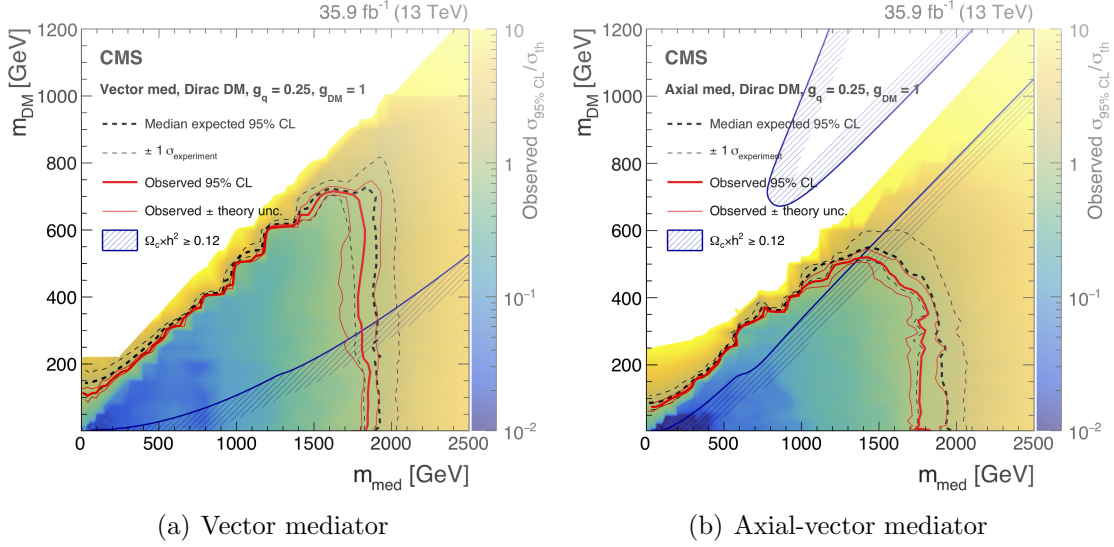 35.9 fb⁻¹ (13 TeV)
m_DM [GeV]
1200
1000
800
600
400
200
CMS
Vector med, Dirac DM, g_q = 0.25, g_DM = 1
Median expected 95% CL
± 1 σ_experiment
Observed 95% CL
Observed ± theory unc.
Ω_c×h² ≥ 0.12
0
500
1000
1500
2000
2500
m_med [GeV]
10
1
10⁻¹
10⁻²
Observed σ_95% CL/σ_th
(a) Vector mediator
35.9 fb⁻¹ (13 TeV)
m_DM [GeV]
1200
1000
800
600
400
200
CMS
Axial med, Dirac DM, g_q = 0.25, g_DM = 1
Median expected 95% CL
± 1 σ_experiment
Observed 95% CL
Observed ± theory unc.
Ω_c×h² ≥ 0.12
0
500
1000
1500
2000
2500
m_med [GeV]
10
1
10⁻¹
10⁻²
Observed σ_95% CL/σ_th
(b) Axial-vector mediator